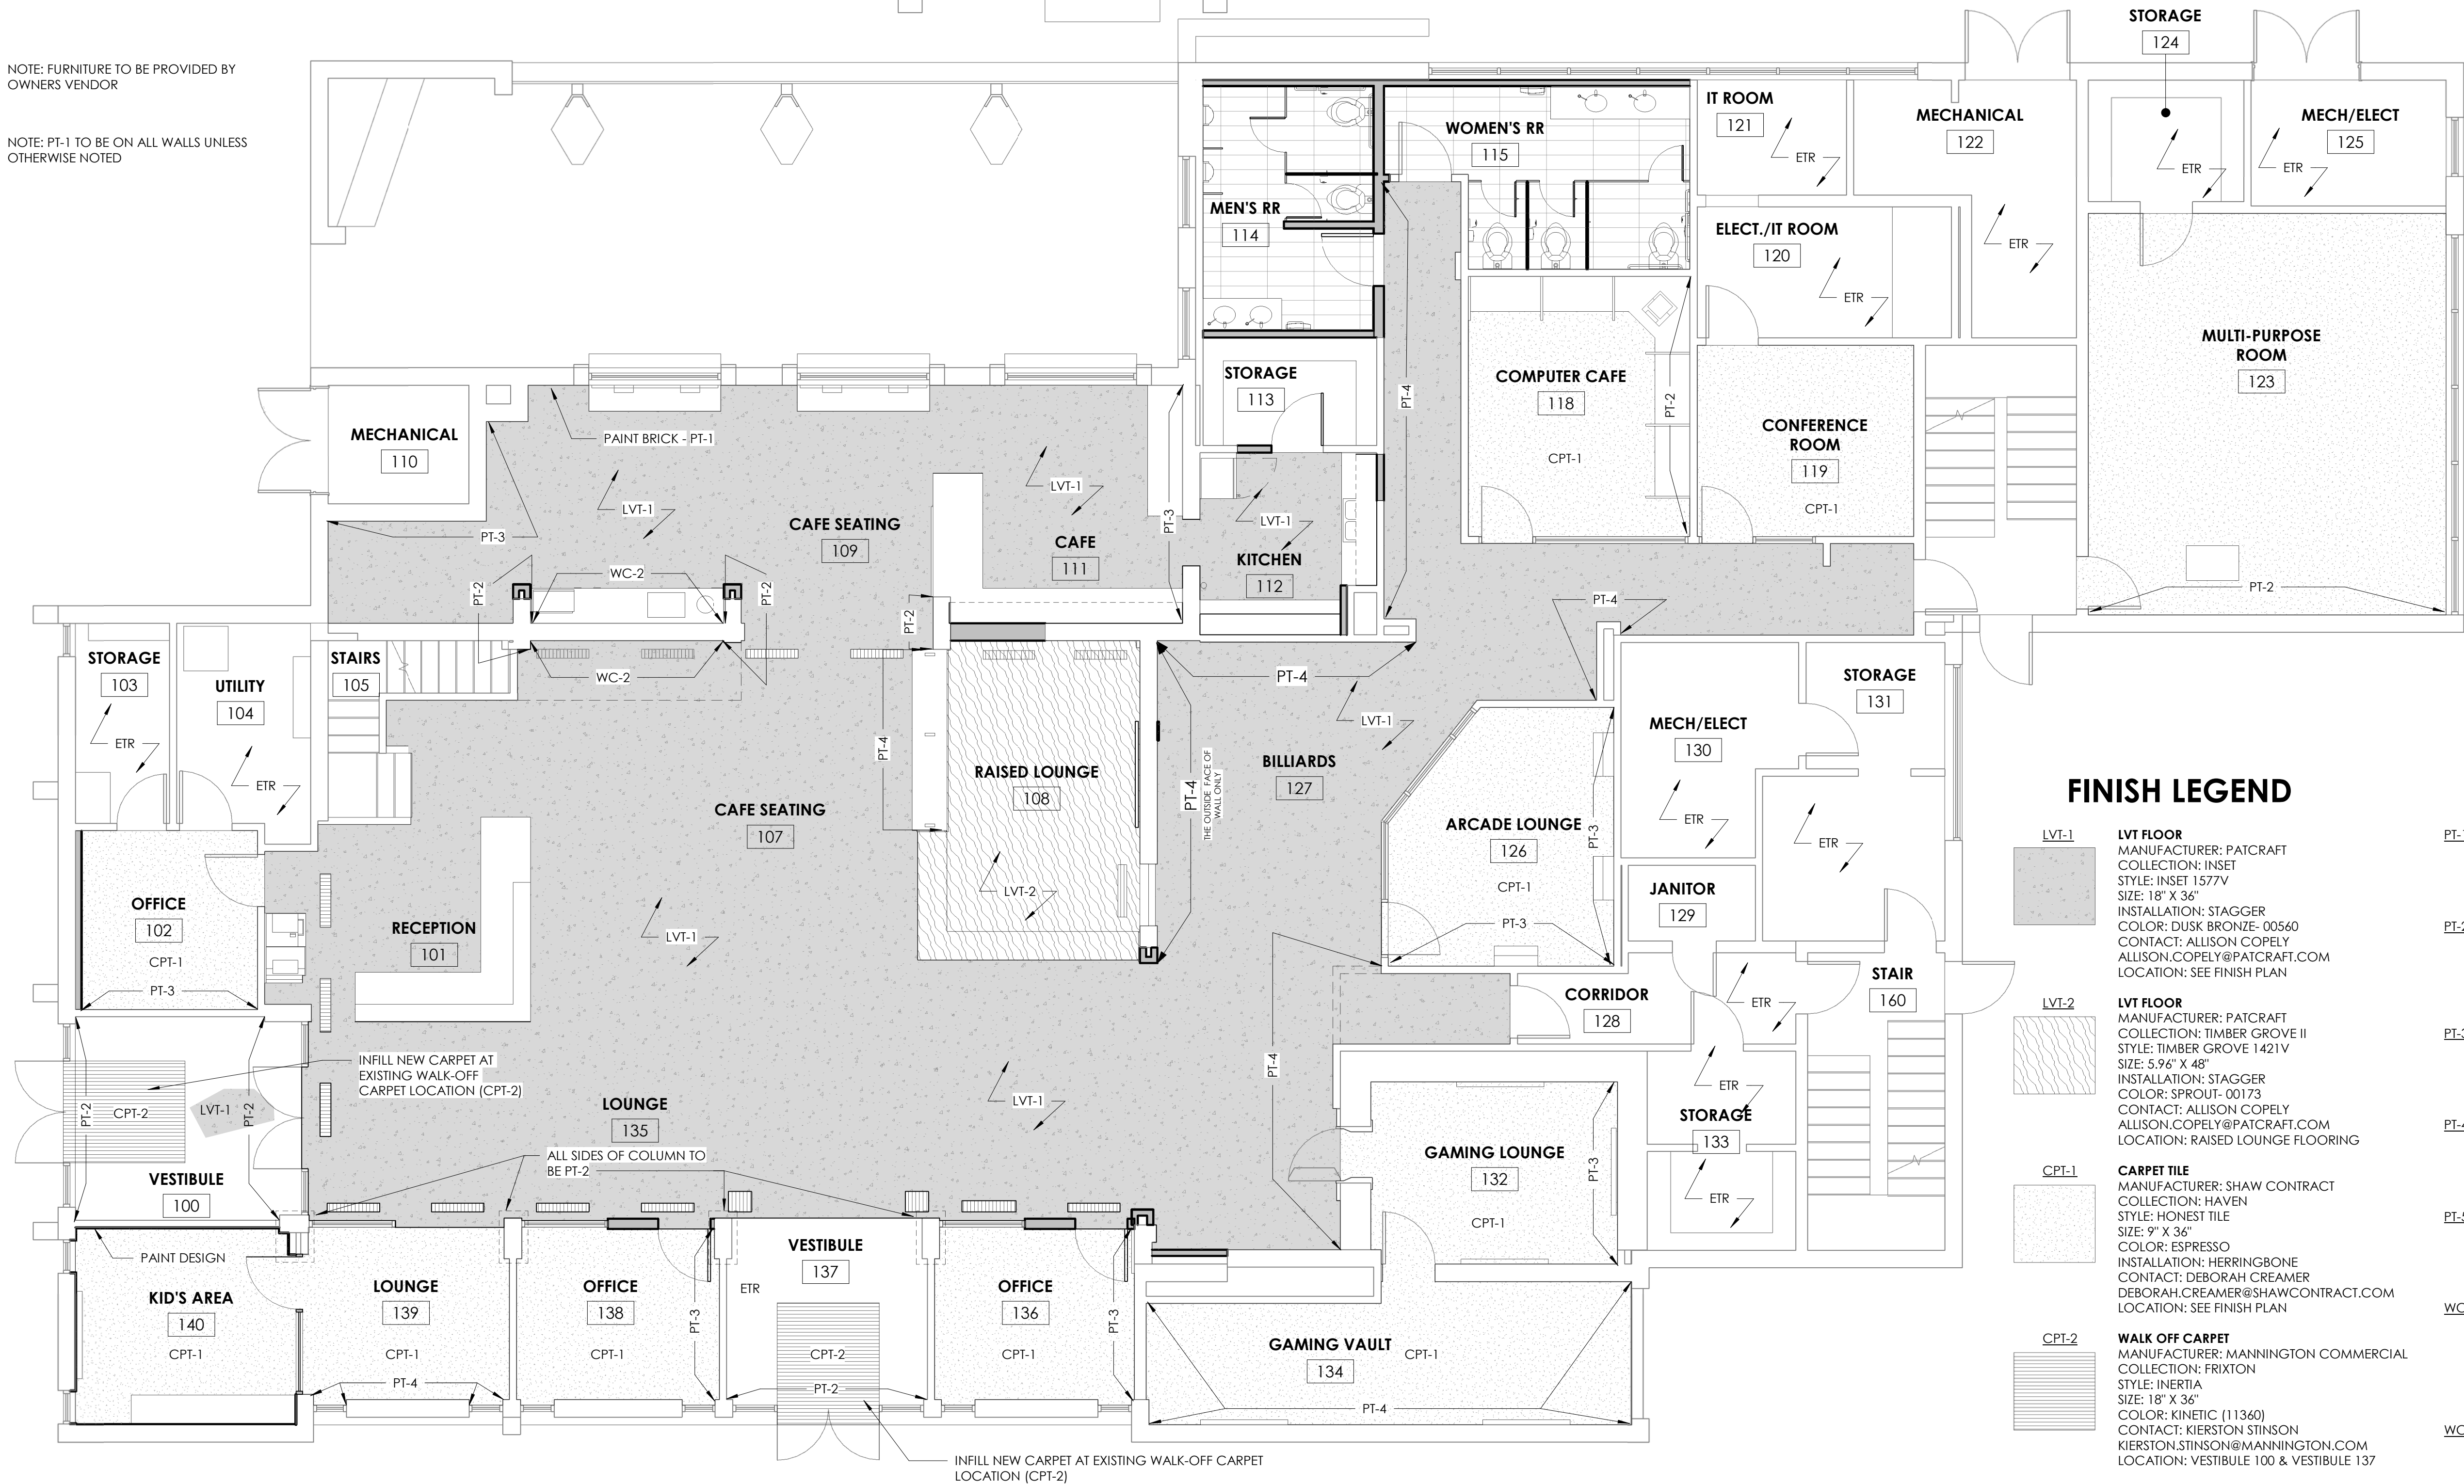 NOTE: FURNITURE TO BE PROVIDED BY
OWNERS VENDOR
NOTE: PT-1 TO BE ON ALL WALLS UNLESS
OTHERWISE NOTED
STORAGE
124
ETR
MECH/ELECT
125
ETR
IT ROOM
121
ETR
MECHANICAL
122
ETR
WOMEN'S RR
115
MEN'S RR
114
ELECT./IT ROOM
120
ETR
MULTI-PURPOSE
ROOM
123
PT-2
STORAGE
113
PT-4
COMPUTER CAFE
118
CPT-1
PT-2
CONFERENCE
ROOM
119
CPT-1
MECHANICAL
110
PAINT BRICK - PT-1
LVT-1
PT-3
CAFE SEATING
109
LVT-1
CAFE
111
PT-3
LVT-1
KITCHEN
112
PT-2
WC-2
PT-2
PT-2
PT-4
STORAGE
103
ETR
UTILITY
104
ETR
STAIRS
105
WC-2
PT-4
RAISED LOUNGE
108
LVT-2
PT-4
THE OUTSIDE FACE OF
WALL ONLY
PT-4
LVT-1
BILLIARDS
127
CAFE SEATING
107
LVT-1
ARCADE LOUNGE
126
CPT-1
PT-3
PT-3
MECH/ELECT
130
ETR
STORAGE
131
ETR
JANITOR
129
OFFICE
102
CPT-1
PT-3
RECEPTION
101
CORRIDOR
128
ETR
STAIR
160
INFILL NEW CARPET AT
EXISTING WALK-OFF
CARPET LOCATION (CPT-2)
PT-2
CPT-2
LVT-1
PT-2
VESTIBULE
100
LOUNGE
135
LVT-1
ALL SIDES OF COLUMN TO
BE PT-2
PT-4
GAMING LOUNGE
132
CPT-1
PT-3
ETR
STORAGE
133
ETR
PAINT DESIGN
KID'S AREA
140
CPT-1
LOUNGE
139
CPT-1
PT-4
OFFICE
138
CPT-1
PT-3
VESTIBULE
137
ETR
CPT-2
PT-2
OFFICE
136
CPT-1
PT-3
GAMING VAULT
134
CPT-1
PT-4
INFILL NEW CARPET AT EXISTING WALK-OFF CARPET
LOCATION (CPT-2)
FINISH LEGEND
LVT-1
LVT FLOOR
MANUFACTURER: PATCRAFT
COLLECTION: INSET
STYLE: INSET 1577V
SIZE: 18" X 36"
INSTALLATION: STAGGER
COLOR: DUSK BRONZE- 00560
CONTACT: ALLISON COPELY
ALLISON.COPELY@PATCRAFT.COM
LOCATION: SEE FINISH PLAN
LVT-2
LVT FLOOR
MANUFACTURER: PATCRAFT
COLLECTION: TIMBER GROVE II
STYLE: TIMBER GROVE 1421V
SIZE: 5.96" X 48"
INSTALLATION: STAGGER
COLOR: SPROUT- 00173
CONTACT: ALLISON COPELY
ALLISON.COPELY@PATCRAFT.COM
LOCATION: RAISED LOUNGE FLOORING
CPT-1
CARPET TILE
MANUFACTURER: SHAW CONTRACT
COLLECTION: HAVEN
STYLE: HONEST TILE
SIZE: 9" X 36"
COLOR: ESPRESSO
INSTALLATION: HERRINGBONE
CONTACT: DEBORAH CREAMER
DEBORAH.CREAMER@SHAWCONTRACT.COM
LOCATION: SEE FINISH PLAN
CPT-2
WALK OFF CARPET
MANUFACTURER: MANNINGTON COMMERCIAL
COLLECTION: FRIXTON
STYLE: INERTIA
SIZE: 18" X 36"
COLOR: KINETIC (11360)
CONTACT: KIERSTON STINSON
KIERSTON.STINSON@MANNINGTON.COM
LOCATION: VESTIBULE 100 & VESTIBULE 137